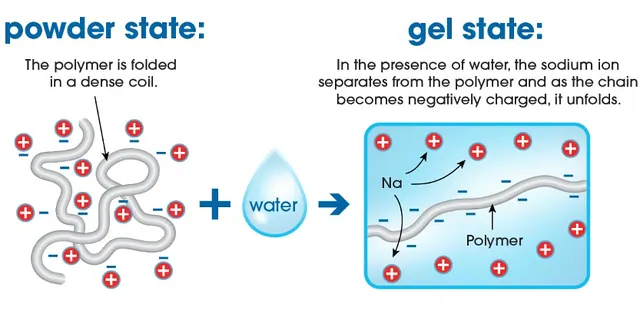 powder state:
The polymer is folded
in a dense coil.
gel state:
In the presence of water, the sodium ion
separates from the polymer and as the chain
becomes negatively charged, it unfolds.
+
water
Na
Polymer